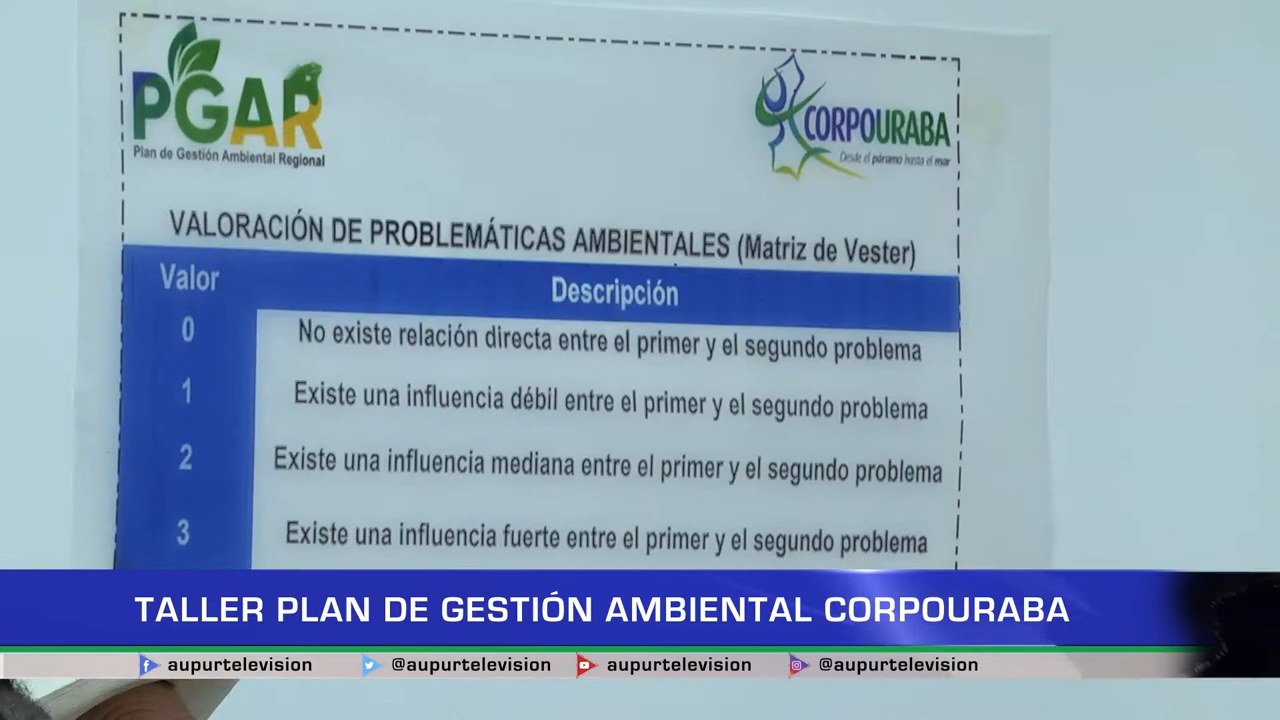 PGAR
Plan de Gestión Ambiental Regional
CORPOURABA
Desde el páramo hasta el mar
VALORACIÓN DE PROBLEMÁTICAS AMBIENTALES (Matriz de Vester)
Valor Descripción
0 No existe relación directa entre el primer y el segundo problema
1 Existe una influencia débil entre el primer y el segundo problema
2 Existe una influencia mediana entre el primer y el segundo problema
3 Existe una influencia fuerte entre el primer y el segundo problema
TALLER PLAN DE GESTIÓN AMBIENTAL CORPOURABA
aupurtelevision @aupurtelevision aupurtelevision @aupurtelevision